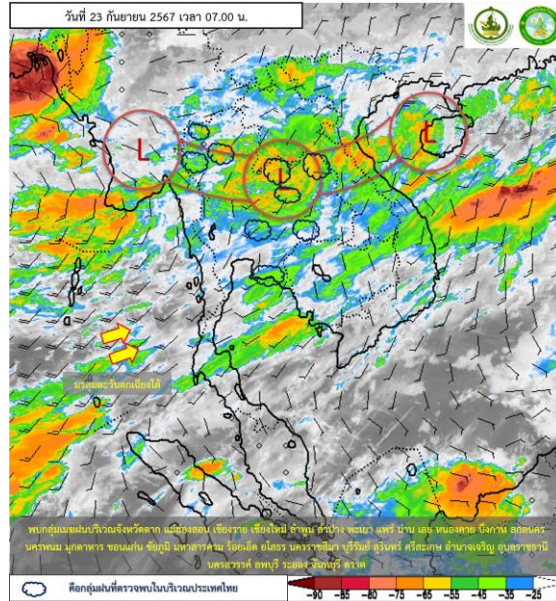 วันที่ 23 กันยายน 2567 เวลา 07.00 น.
L
L
L
มรสุมตะวันตกเฉียงใต้
พบกลุ่มเมฆฝนบริเวณจังหวัดตาก แม่ฮ่องสอน เชียงราย เชียงใหม่ ลำพูน ลำปาง พะเยา แพร่ น่าน เลย หนองคาย บึงกาฬ สกลนคร
นครพนม มุกดาหาร ขอนแก่น ชัยภูมิ มหาสารคาม ร้อยเอ็ด ยโสธร นครราชสีมา บุรีรัมย์ สุรินทร์ ศรีสะเกษ อำนาจเจริญ อุบลราชธานี
นครสวรรค์ ลพบุรี ระยอง จันทบุรี ตราด
คือกลุ่มฝนที่ตรวจพบในบริเวณประเทศไทย
-90 -85 -80 -75 -65 -55 -45 -35 -25